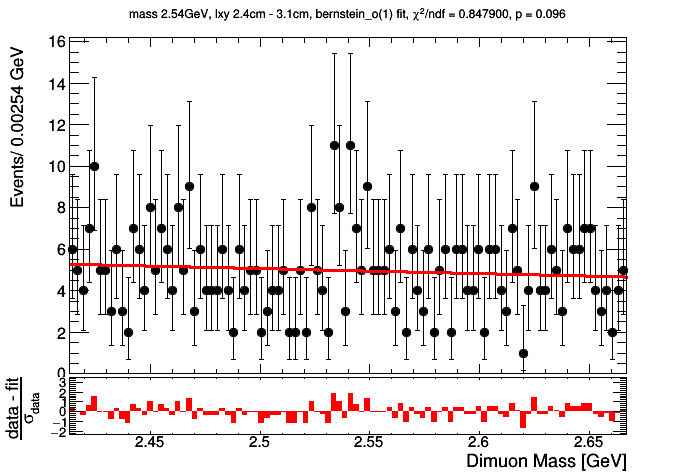 mass 2.54GeV, lxy 2.4cm - 3.1cm, bernstein_o(1) fit, χ²/ndf = 0.847900, p = 0.096
Events/ 0.00254 GeV
16
14
12
10
8
6
4
2
0
data - fit
σdata
3
2
1
0
−1
−2
2.45 2.5 2.55 2.6 2.65
Dimuon Mass [GeV]